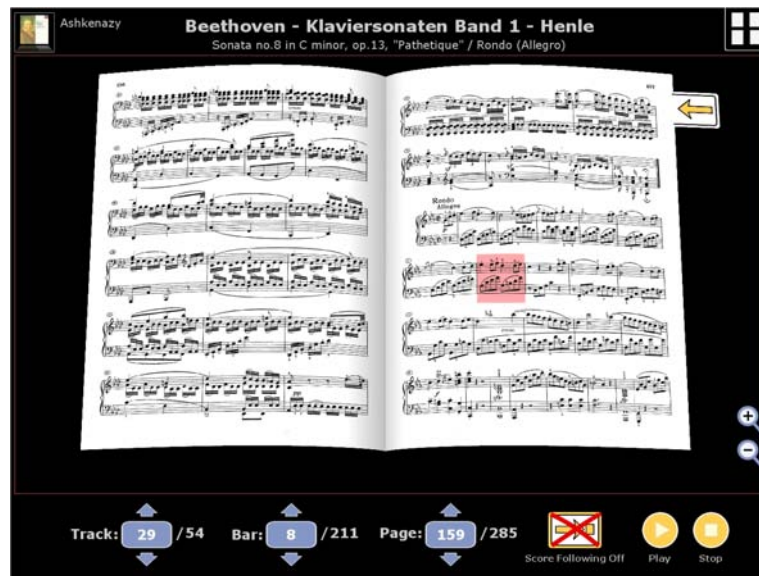 Ashkenazy
Beethoven - Klaviersonaten Band 1 - Henle
Sonata no.8 in C minor, op.13, "Pathetique" / Rondo (Allegro)
Rondo
Allegro
Track: 29 /54 Bar: 8 /211 Page: 159 /285
Score Following Off
Play
Stop